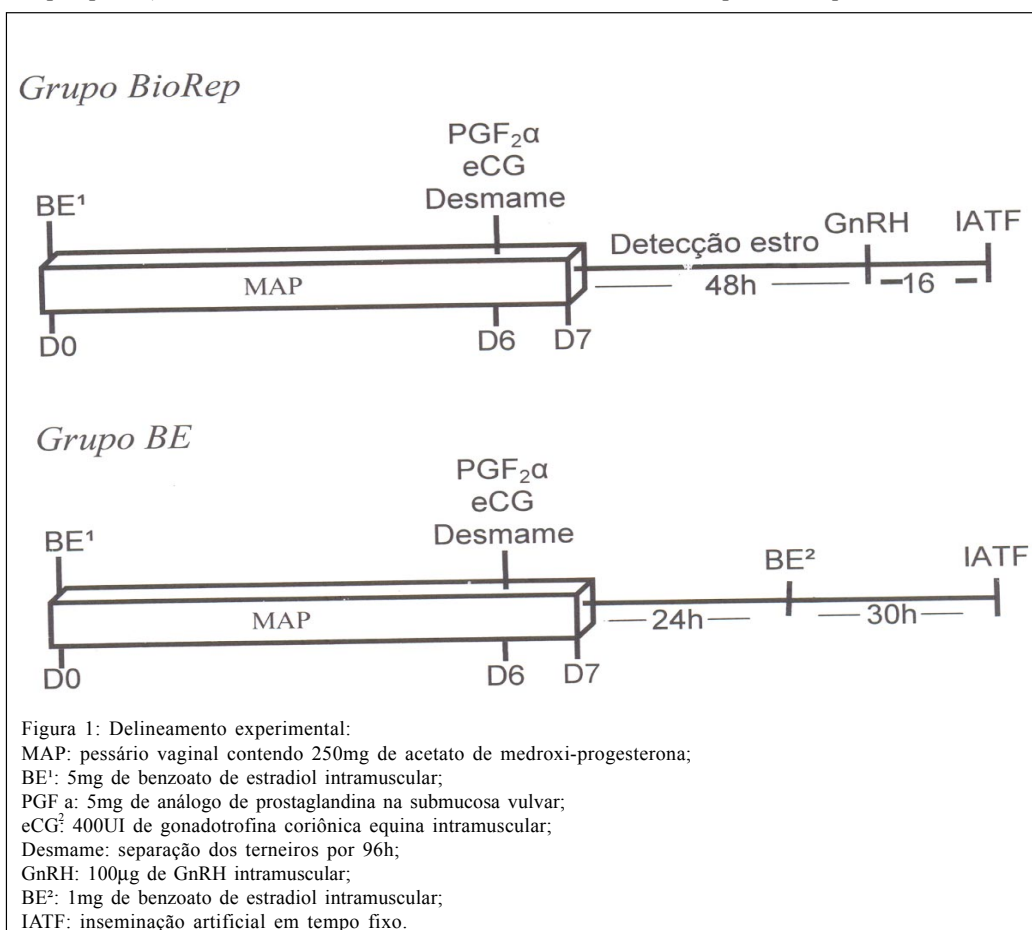 Grupo BioRep
PGF₂α
eCG
Desmame
BE¹
Detecção estro
GnRH
IATF
MAP
48h
16
D0
D6
D7
Grupo BE
PGF₂α
eCG
Desmame
BE¹
BE²
IATF
MAP
24h
30h
D0
D6
D7
Figura 1: Delineamento experimental:
MAP: pessário vaginal contendo 250mg de acetato de medroxi-progesterona;
BE¹: 5mg de benzoato de estradiol intramuscular;
PGF₂a: 5mg de análogo de prostaglandina na submucosa vulvar;
eCG: 400UI de gonadotrofina coriônica equina intramuscular;
Desmame: separação dos terneiros por 96h;
GnRH: 100µg de GnRH intramuscular;
BE²: 1mg de benzoato de estradiol intramuscular;
IATF: inseminação artificial em tempo fixo.